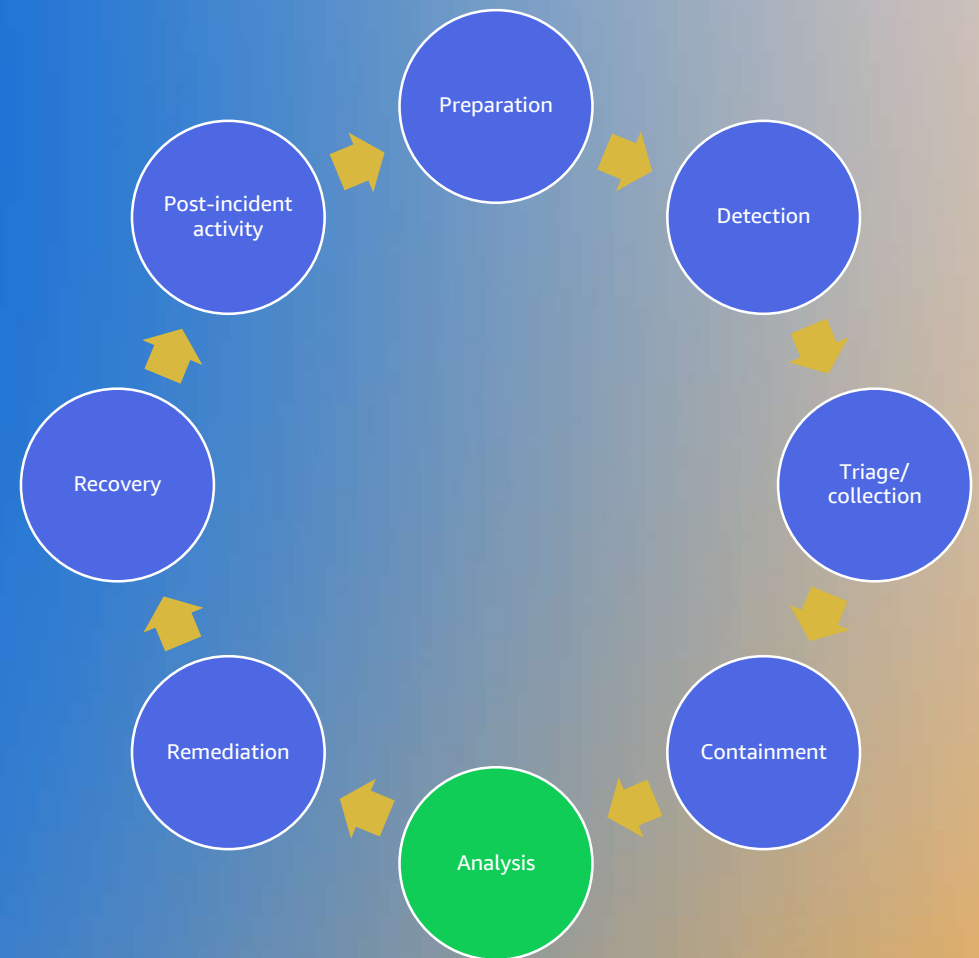 Preparation
Detection
Triage/
collection
Containment
Analysis
Remediation
Recovery
Post-incident
activity